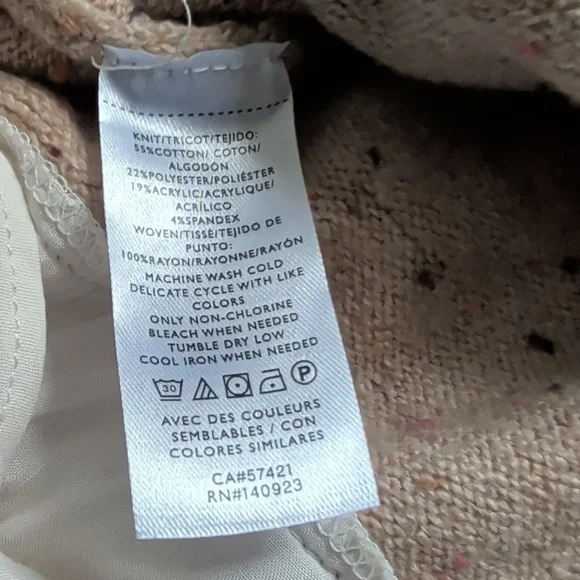 KNIT/TRICOT/TEJIDO:
55%COTTON/ COTON/
ALGODÓN
22%POLYESTER/POLIÉSTER
19%ACRYLIC/ACRYLIQUE/
ACRÍLICO
4%SPANDEX
WOVEN/TISSÉ/TEJIDO DE
PUNTO:
100%RAYON/RAYONNE/RAYÓN
MACHINE WASH COLD
DELICATE CYCLE WITH LIKE
COLORS
ONLY NON-CHLORINE
BLEACH WHEN NEEDED
TUMBLE DRY LOW
COOL IRON WHEN NEEDED
30 P
AVEC DES COULEURS
SEMBLABLES / CON
COLORES SIMILARES
CA#57421
RN#140923